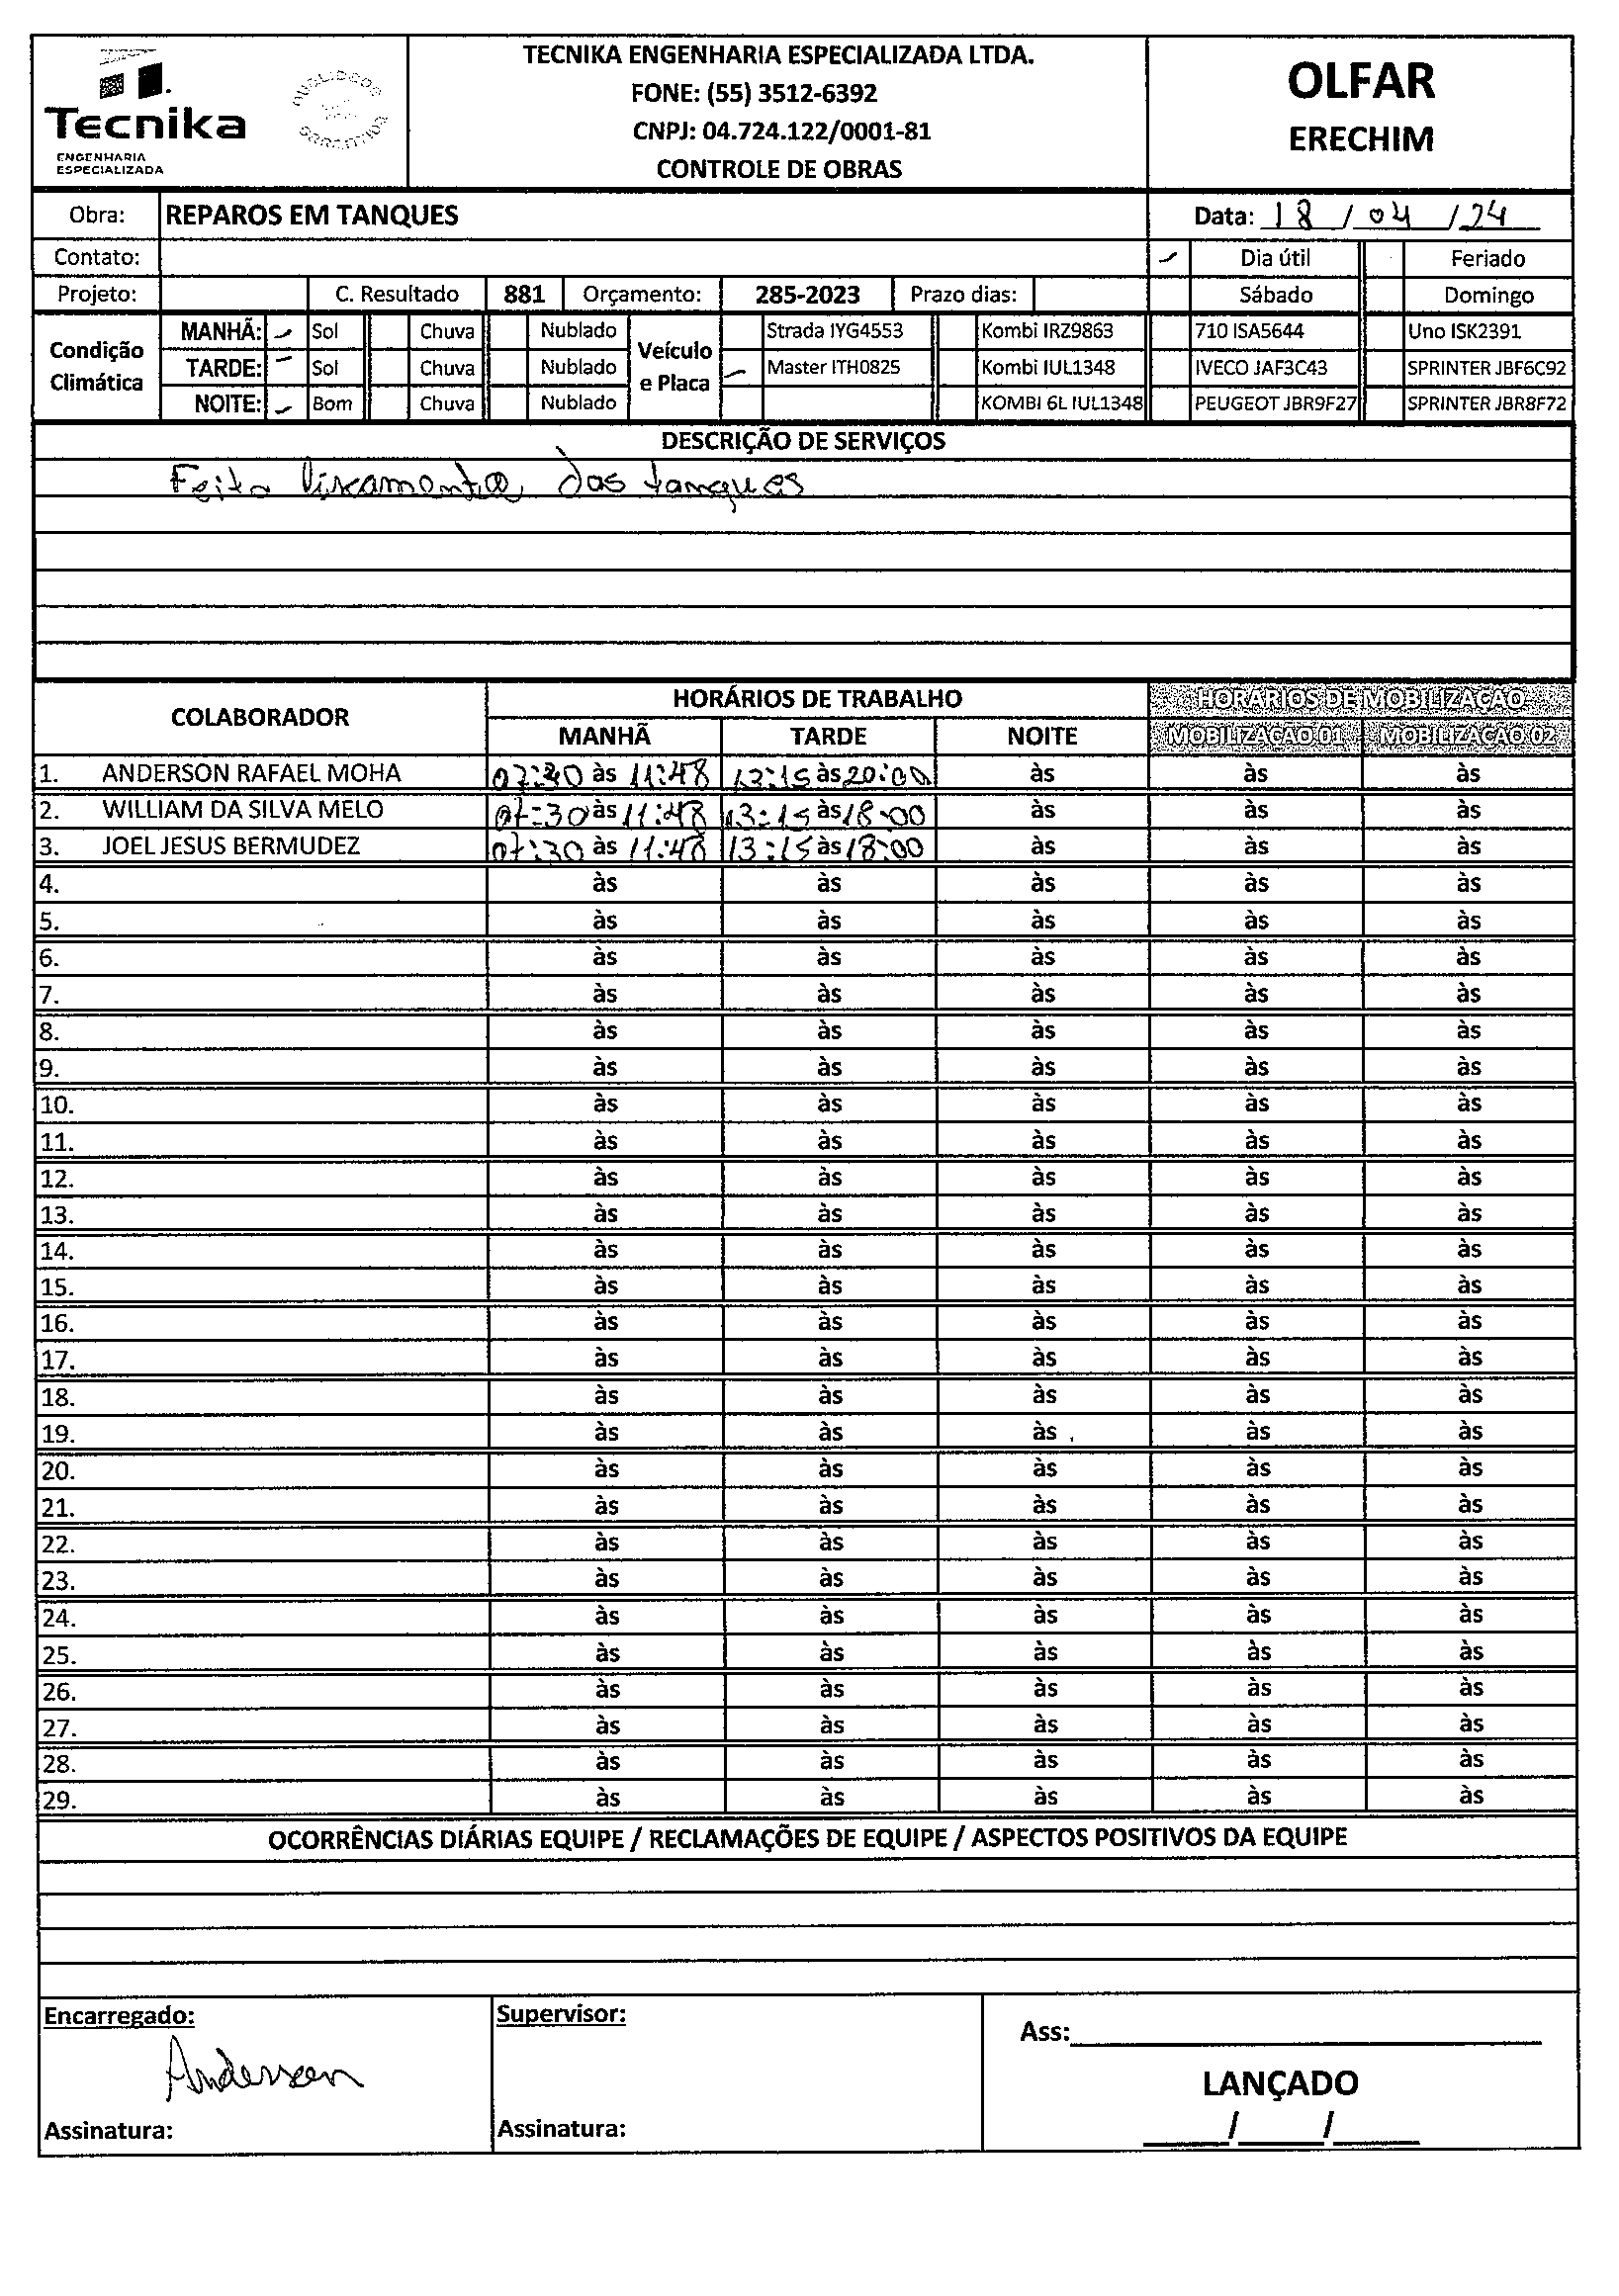 Tecnika
ENGENHARIA
ESPECIALIZADA
TECNIKA ENGENHARIA ESPECIALIZADA LTDA.
FONE: (55) 3512-6392
CNPJ: 04.724.122/0001-81
CONTROLE DE OBRAS
OLFAR
ERECHIM
Obra: REPAROS EM TANQUES Data: 18/04/24
Contato: Dia útil Feriado
Projeto: C. Resultado 881 Orçamento: 285-2023 Prazo dias: Sábado Domingo
Condição Climática
MANHÃ: Sol Chuva Nublado
TARDE: Sol Chuva Nublado
NOITE: Bom Chuva Nublado
Veículo e Placa
Strada IYG4553 Kombi IRZ9863 710 ISA5644 Uno ISK2391
Master ITH0825 Kombi IUL1348 IVECO JAF3C43 SPRINTER JBF6C92
KOMBI 6L IUL1348 PEUGEOT JBR9F27 SPRINTER JBR8F72
DESCRIÇÃO DE SERVIÇOS
Feito lixamento dos tanques
COLABORADOR HORÁRIOS DE TRABALHO HORÁRIOS DE MOBILIZAÇÃO
MANHÃ TARDE NOITE MOBILIZAÇÃO 01 MOBILIZAÇÃO 02
1. ANDERSON RAFAEL MOHA 07:30 às 11:48 13:15 às 20:00 às às às
2. WILLIAM DA SILVA MELO 07:30 às 11:48 13:15 às 18:00 às às às
3. JOEL JESUS BERMUDEZ 07:30 às 11:48 13:15 às 18:00 às às às
4. às às às às às
5. às às às às às
6. às às às às às
7. às às às às às
8. às às às às às
9. às às às às às
10. às às às às às
11. às às às às às
12. às às às às às
13. às às às às às
14. às às às às às
15. às às às às às
16. às às às às às
17. às às às às às
18. às às às às às
19. às às às às às
20. às às às às às
21. às às às às às
22. às às às às às
23. às às às às às
24. às às às às às
25. às às às às às
26. às às às às às
27. às às às às às
28. às às às às às
29. às às às às às
OCORRÊNCIAS DIÁRIAS EQUIPE / RECLAMAÇÕES DE EQUIPE / ASPECTOS POSITIVOS DA EQUIPE
Encarregado: Supervisor: Ass:
Anderson
LANÇADO
Assinatura: Assinatura: / /